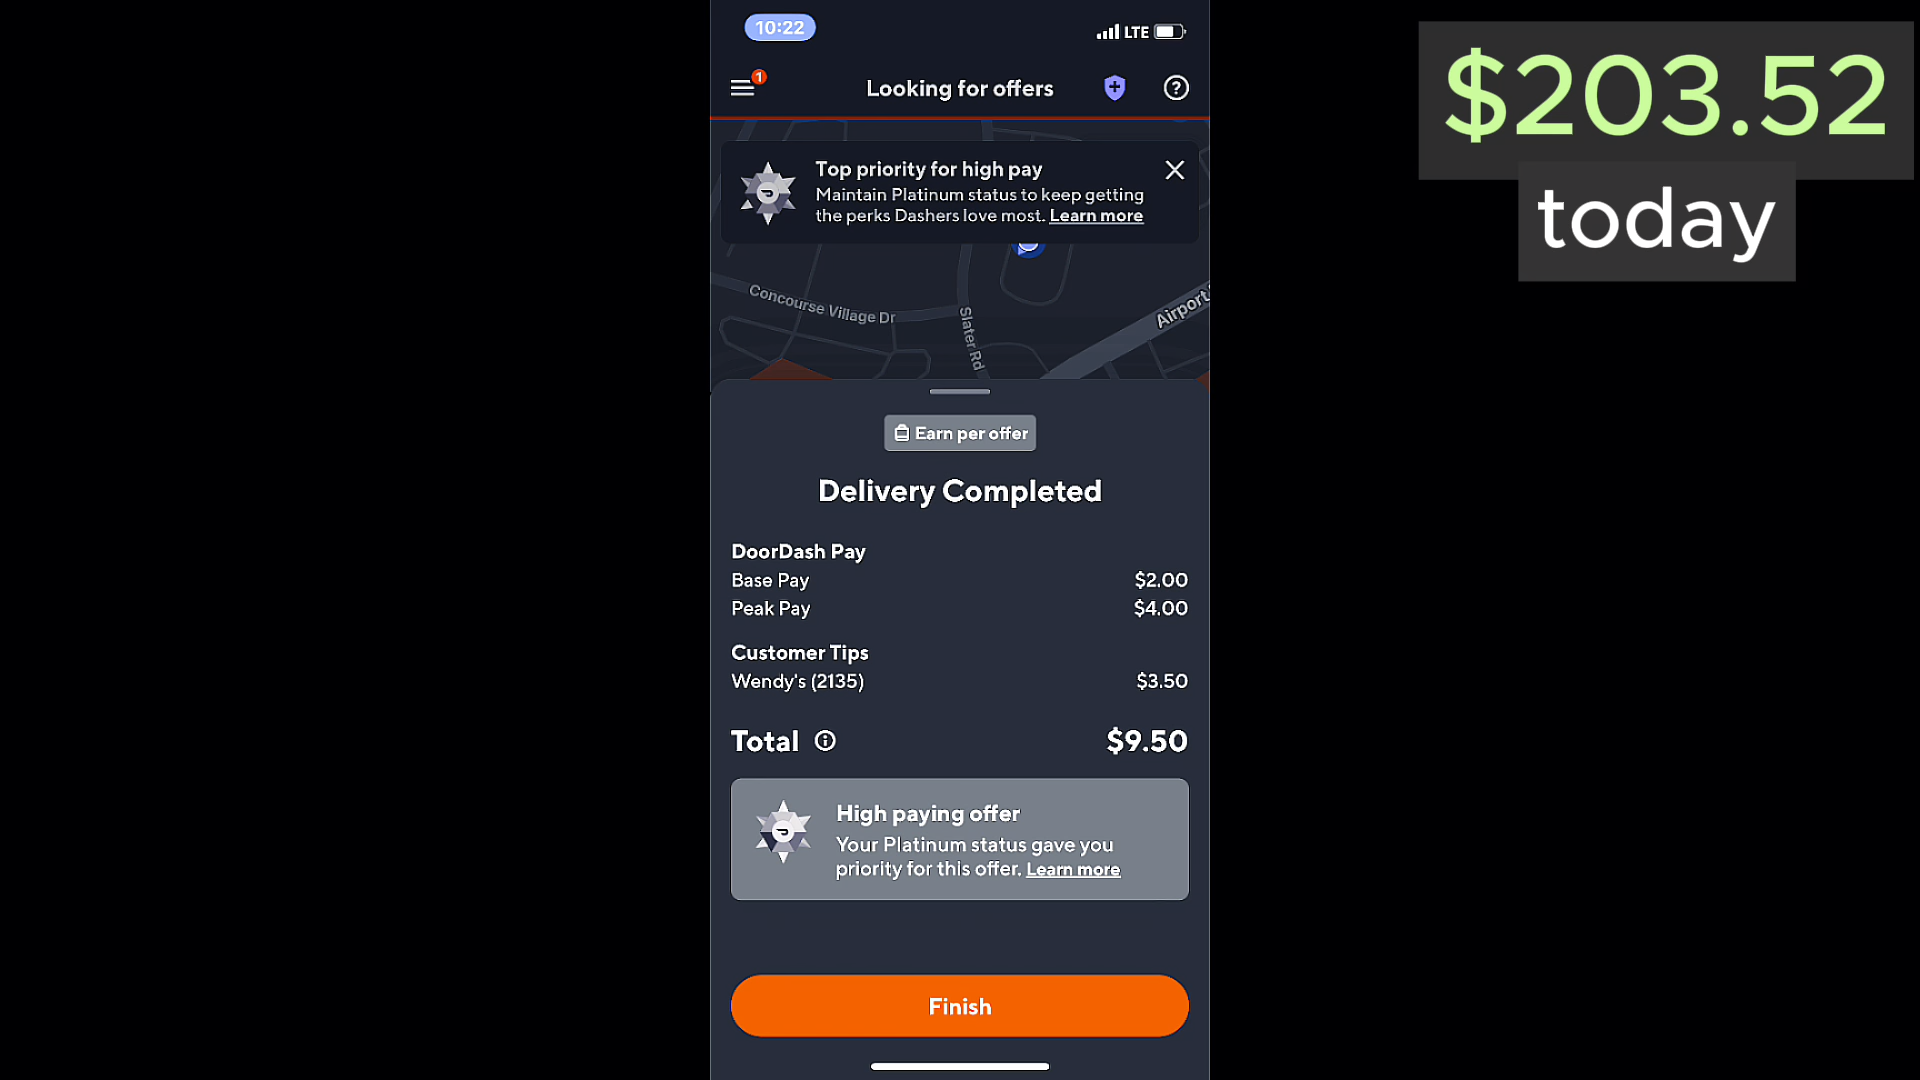 10:22
LTE
1
Looking for offers
$203.52
today
Top priority for high pay
Maintain Platinum status to keep getting
the perks Dashers love most. Learn more
Concourse Village Dr
Slater Rd
Airport
Earn per offer
Delivery Completed
DoorDash Pay
Base Pay $2.00
Peak Pay $4.00
Customer Tips
Wendy's (2135) $3.50
Total $9.50
High paying offer
Your Platinum status gave you
priority for this offer. Learn more
Finish